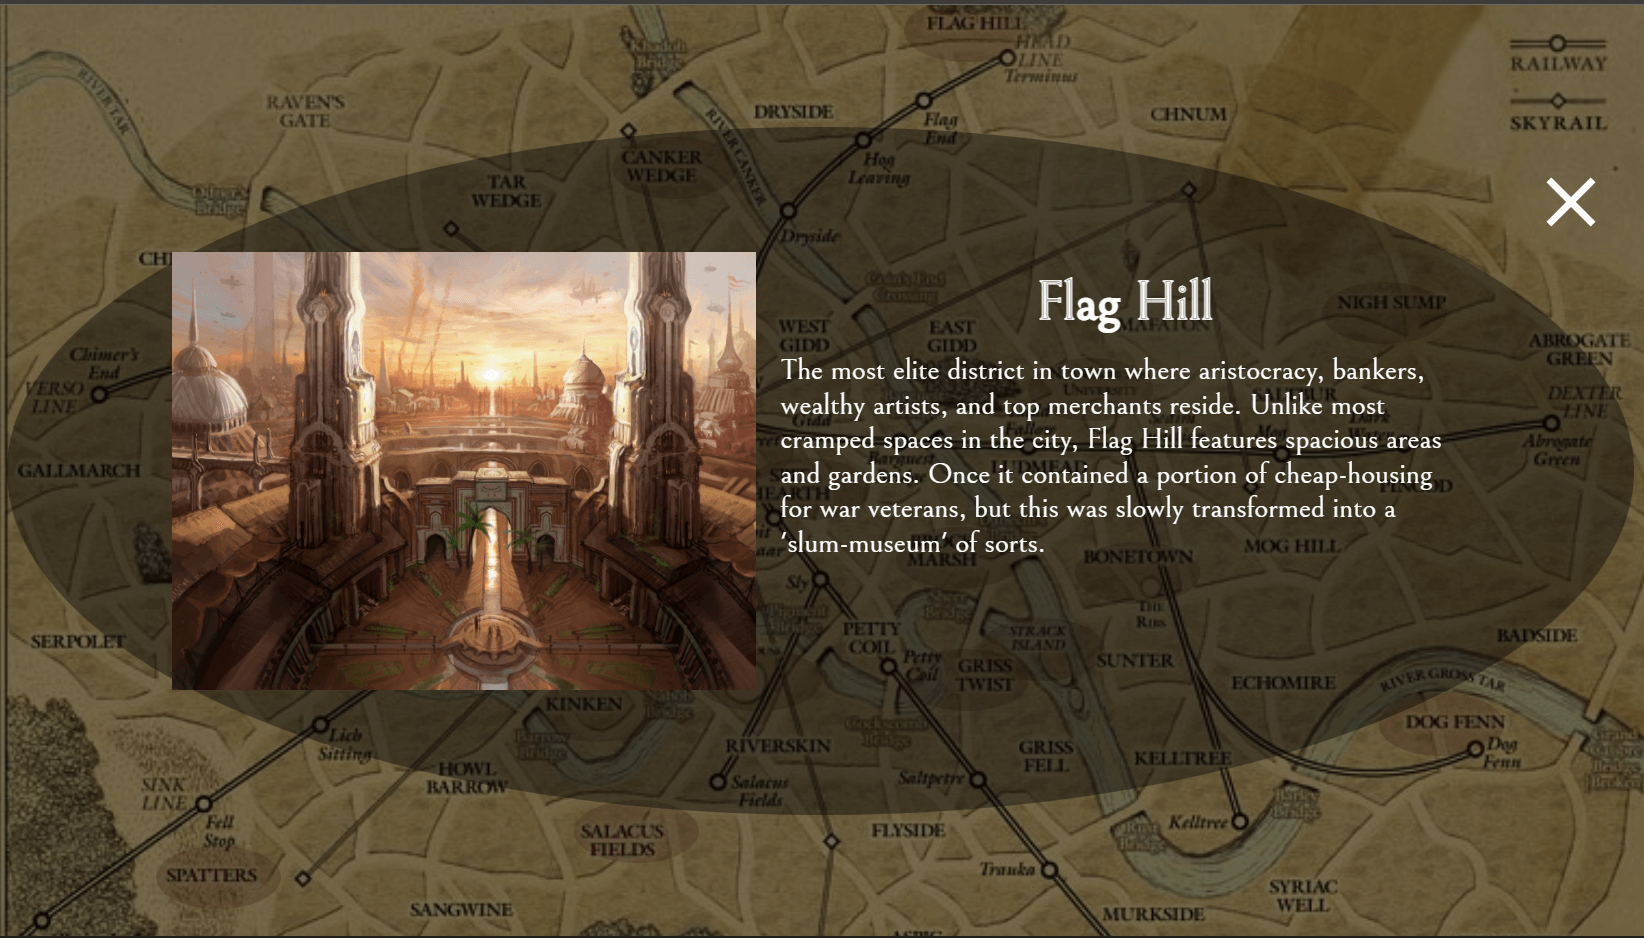 FLAG HILL
HEAD
LINE
Terminus
RAILWAY
SKYRAIL
RIVER TAR
RAVEN'S
GATE
DRYSIDE
CHNUM
Flag
End
RIVER CANKER
CANKER
WEDGE
Hog
Leaving
TAR
WEDGE
Dryside
Flag Hill
The most elite district in town where aristocracy, bankers,
wealthy artists, and top merchants reside. Unlike most
cramped spaces in the city, Flag Hill features spacious areas
and gardens. Once it contained a portion of cheap-housing
for war veterans, but this was slowly transformed into a
'slum-museum' of sorts.
NIGH SUMP
MAFATON
WEST
GIDD
EAST
GIDD
ABROGATE
GREEN
Chimer's
End
VERSO
LINE
DEXTER
LINE
Abrogate
Green
GALLMARCH
MARSH
BONETOWN
MOG HILL
Sly
THE
RIBS
PETTY
COIL
Petty
Coil
STRACK
ISLAND
GRISS
TWIST
SUNTER
BADSIDE
SERPOLET
ECHOMIRE
RIVER GROSS TAR
KINKEN
DOG FENN
Dog
Fenn
Lich
Sitting
RIVERSKIN
GRISS
FELL
KELLTREE
HOWL
BARROW
Salacus
Fields
Saltpetre
SINK
LINE
Fell
Stop
SALACUS
FIELDS
FLYSIDE
Kelltree
SPATTERS
Trauka
SYRIAC
WELL
SANGWINE
MURKSIDE